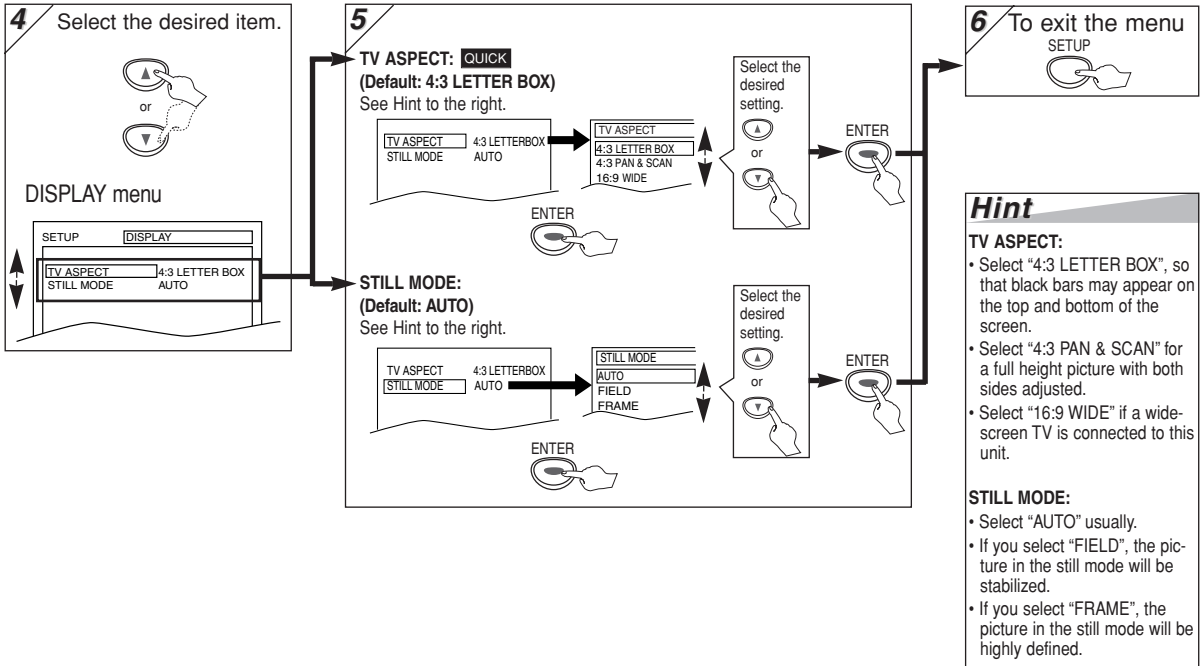 4 Select the desired item.
or
DISPLAY menu
SETUP DISPLAY
TV ASPECT 4:3 LETTER BOX
STILL MODE AUTO
5
TV ASPECT: QUICK
(Default: 4:3 LETTER BOX)
See Hint to the right.
TV ASPECT 4:3 LETTERBOX
STILL MODE AUTO
ENTER
TV ASPECT
4:3 LETTER BOX
4:3 PAN & SCAN
16:9 WIDE
Select the
desired
setting.
or
ENTER
STILL MODE:
(Default: AUTO)
See Hint to the right.
TV ASPECT 4:3 LETTERBOX
STILL MODE AUTO
ENTER
STILL MODE
AUTO
FIELD
FRAME
Select the
desired
setting.
or
ENTER
6 To exit the menu
SETUP
Hint
TV ASPECT:
• Select “4:3 LETTER BOX”, so
that black bars may appear on
the top and bottom of the
screen.
• Select “4:3 PAN & SCAN” for
a full height picture with both
sides adjusted.
• Select “16:9 WIDE” if a wide-
screen TV is connected to this
unit.
STILL MODE:
• Select “AUTO” usually.
• If you select “FIELD”, the pic-
ture in the still mode will be
stabilized.
• If you select “FRAME”, the
picture in the still mode will be
highly defined.